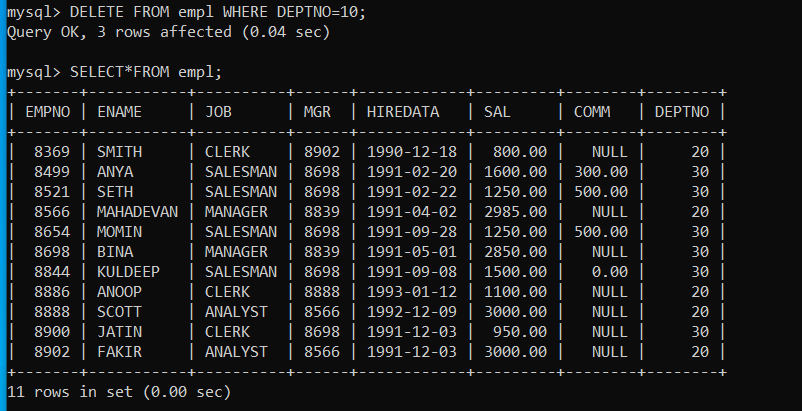 mysql> DELETE FROM empl WHERE DEPTNO=10;
Query OK, 3 rows affected (0.04 sec)
mysql> SELECT*FROM empl;
+-------+-----------+----------+------+------------+---------+--------+--------+
| EMPNO | ENAME     | JOB      | MGR  | HIREDATA   | SAL     | COMM   | DEPTNO |
+-------+-----------+----------+------+------------+---------+--------+--------+
|  8369 | SMITH     | CLERK    | 8902 | 1990-12-18 |  800.00 |   NULL |     20 |
|  8499 | ANYA      | SALESMAN | 8698 | 1991-02-20 | 1600.00 | 300.00 |     30 |
|  8521 | SETH      | SALESMAN | 8698 | 1991-02-22 | 1250.00 | 500.00 |     30 |
|  8566 | MAHADEVAN | MANAGER  | 8839 | 1991-04-02 | 2985.00 |   NULL |     20 |
|  8654 | MOMIN     | SALESMAN | 8698 | 1991-09-28 | 1250.00 | 500.00 |     30 |
|  8698 | BINA      | MANAGER  | 8839 | 1991-05-01 | 2850.00 |   NULL |     30 |
|  8844 | KULDEEP   | SALESMAN | 8698 | 1991-09-08 | 1500.00 |   0.00 |     30 |
|  8886 | ANOOP     | CLERK    | 8888 | 1993-01-12 | 1100.00 |   NULL |     20 |
|  8888 | SCOTT     | ANALYST  | 8566 | 1992-12-09 | 3000.00 |   NULL |     20 |
|  8900 | JATIN     | CLERK    | 8698 | 1991-12-03 |  950.00 |   NULL |     30 |
|  8902 | FAKIR     | ANALYST  | 8566 | 1991-12-03 | 3000.00 |   NULL |     20 |
+-------+-----------+----------+------+------------+---------+--------+--------+
11 rows in set (0.00 sec)